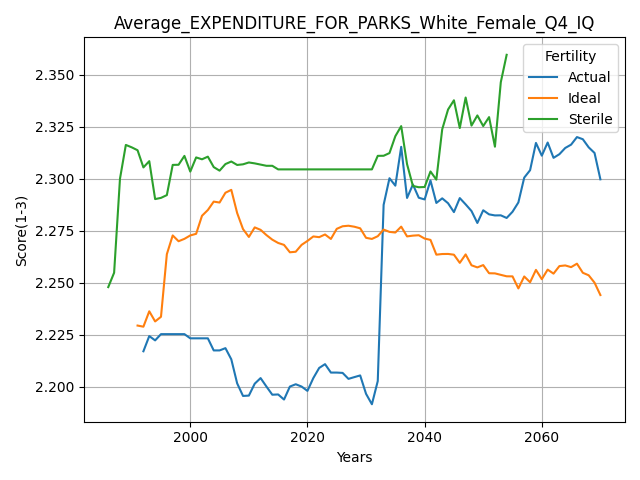 Average_EXPENDITURE_FOR_PARKS_White_Female_Q4_IQ
Fertility
Actual
Ideal
Sterile
Score(1-3)
2.350
2.325
2.300
2.275
2.250
2.225
2.200
2000
2020
2040
2060
Years